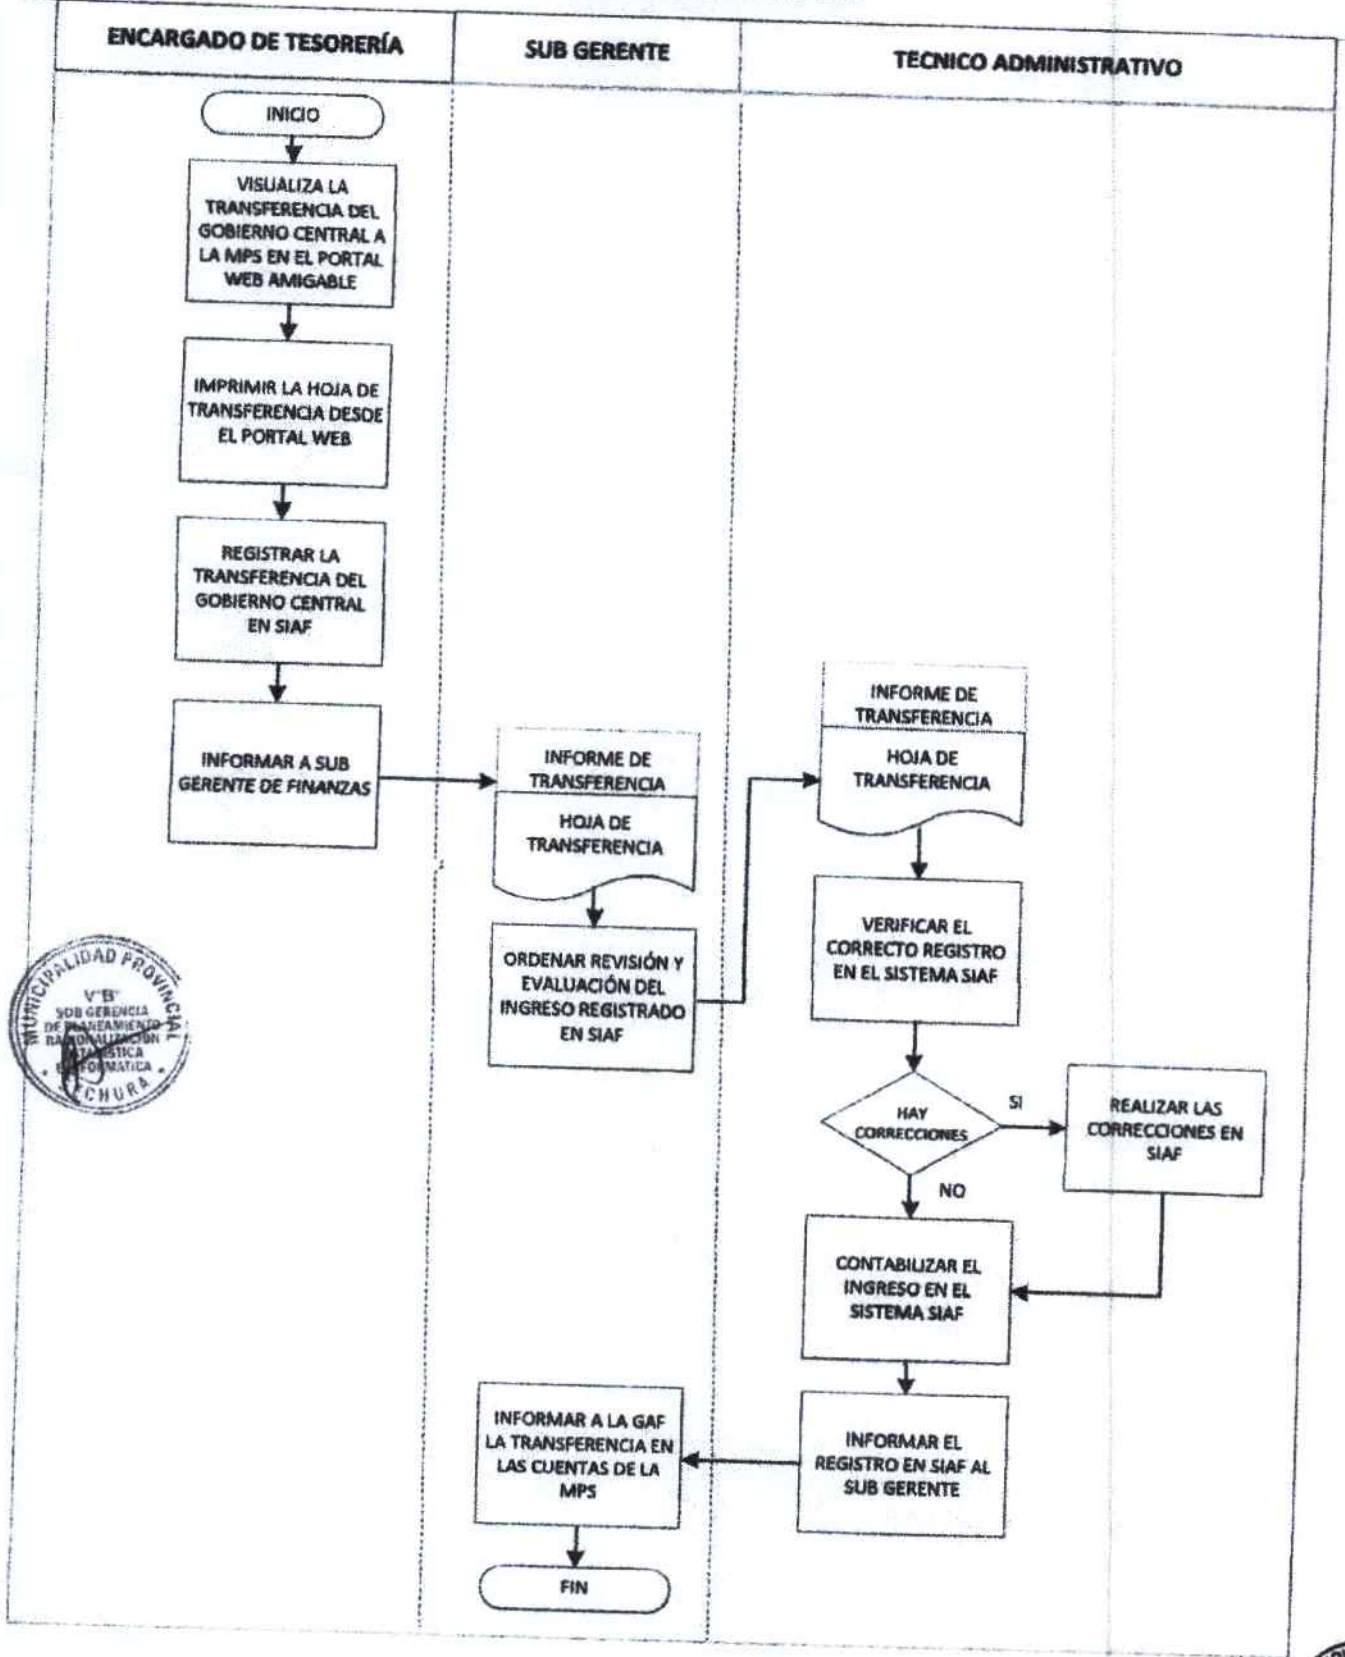 ENCARGADO DE TESORERÍA
SUB GERENTE
TECNICO ADMINISTRATIVO
INICIO
VISUALIZA LA
TRANSFERENCIA DEL
GOBIERNO CENTRAL A
LA MPS EN EL PORTAL
WEB AMIGABLE
IMPRIMIR LA HOJA DE
TRANSFERENCIA DESDE
EL PORTAL WEB
REGISTRAR LA
TRANSFERENCIA DEL
GOBIERNO CENTRAL
EN SIAF
INFORMAR A SUB
GERENTE DE FINANZAS
INFORME DE
TRANSFERENCIA
HOJA DE
TRANSFERENCIA
ORDENAR REVISIÓN Y
EVALUACIÓN DEL
INGRESO REGISTRADO
EN SIAF
INFORME DE
TRANSFERENCIA
HOJA DE
TRANSFERENCIA
VERIFICAR EL
CORRECTO REGISTRO
EN EL SISTEMA SIAF
HAY
CORRECCIONES
SI
REALIZAR LAS
CORRECCIONES EN
SIAF
NO
CONTABILIZAR EL
INGRESO EN EL
SISTEMA SIAF
INFORMAR EL
REGISTRO EN SIAF AL
SUB GERENTE
INFORMAR A LA GAF
LA TRANSFERENCIA EN
LAS CUENTAS DE LA
MPS
FIN
MUNICIPALIDAD PROVINCIAL
V°B°
SUB GERENCIA
DE PLANEAMIENTO
SECHURA